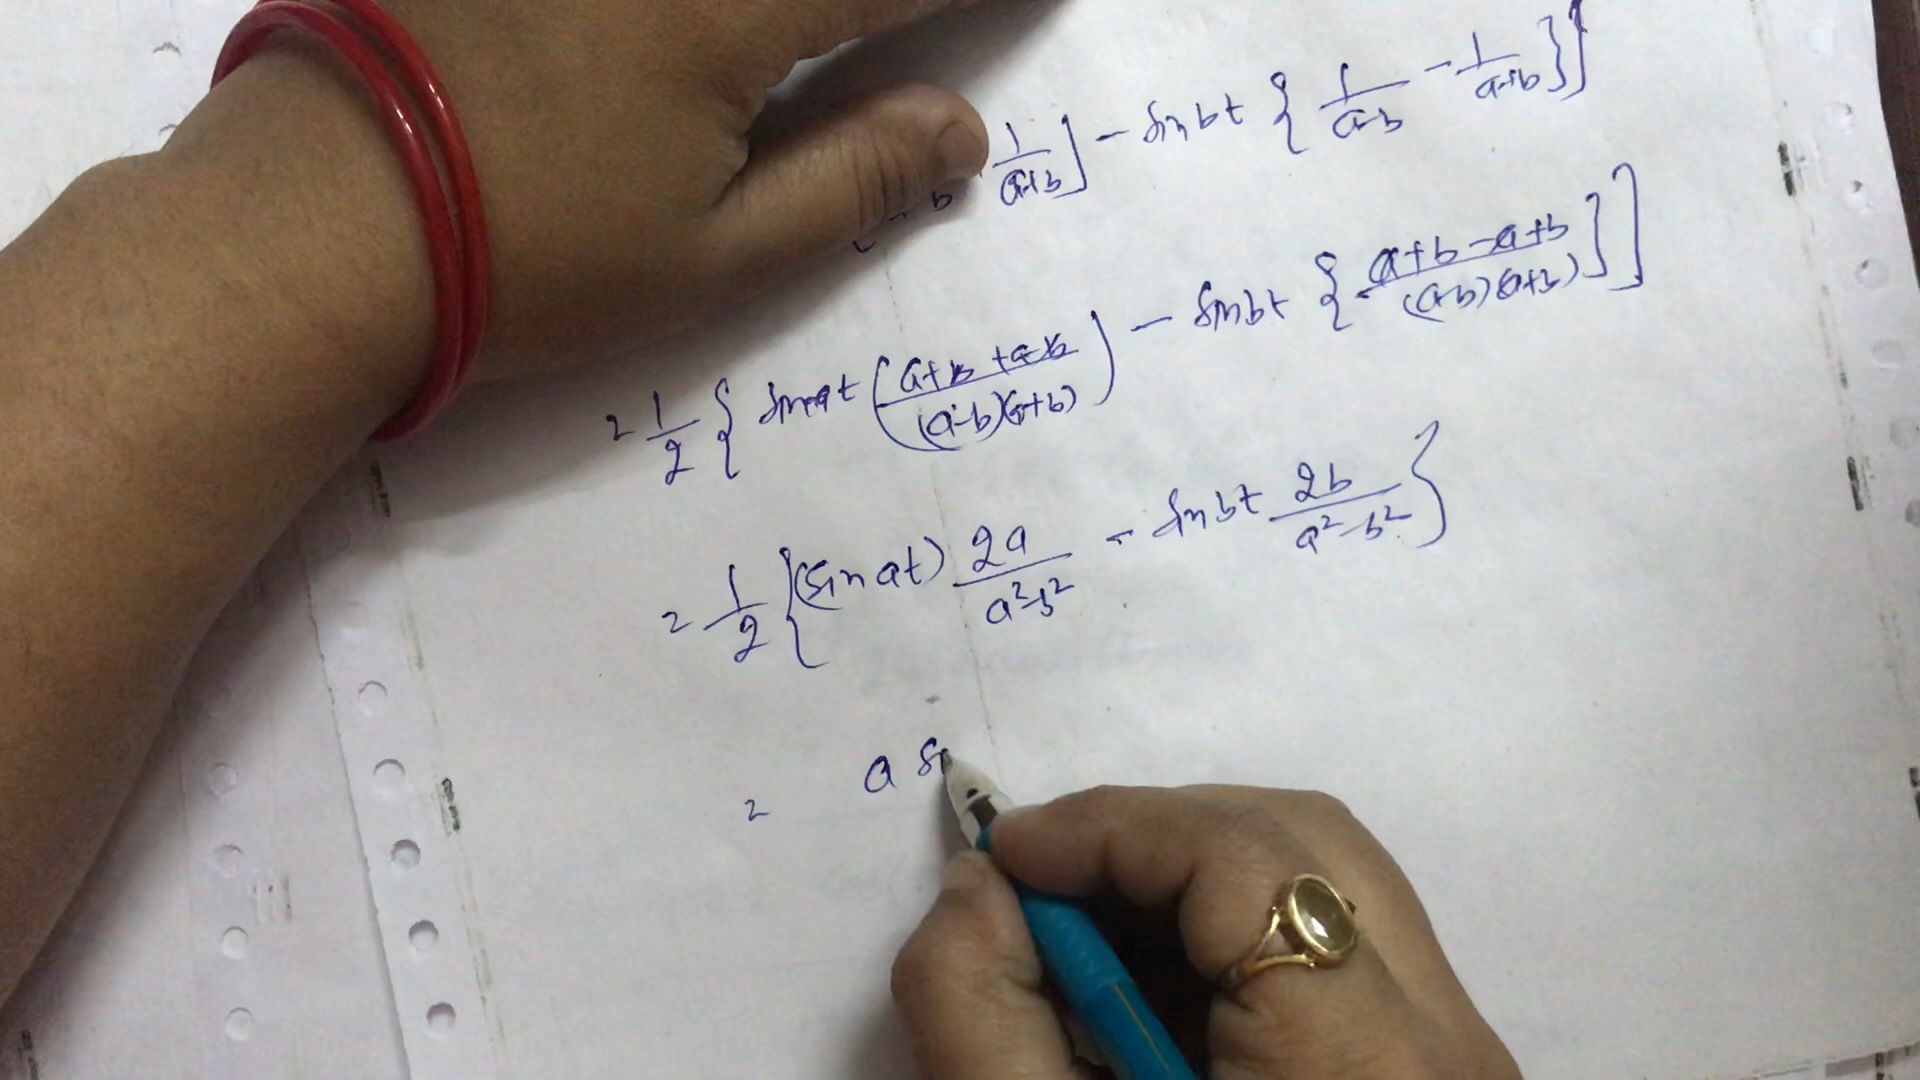 b 1/(a+b)] - sin bt {1/(a-b) - 1/(a+b)}]
= 1/2 { sin at ((a+b+a-b)/((a-b)(a+b))) - sin bt {(a+b-a+b)/((a-b)(a+b))}]
= 1/2 {(sin at) 2a/(a²-b²) - sin bt 2b/(a²-b²)}
= a sin